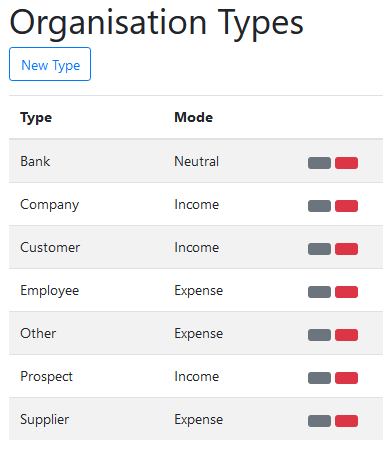 Organisation Types
New Type
Type Mode
Bank Neutral
Company Income
Customer Income
Employee Expense
Other Expense
Prospect Income
Supplier Expense